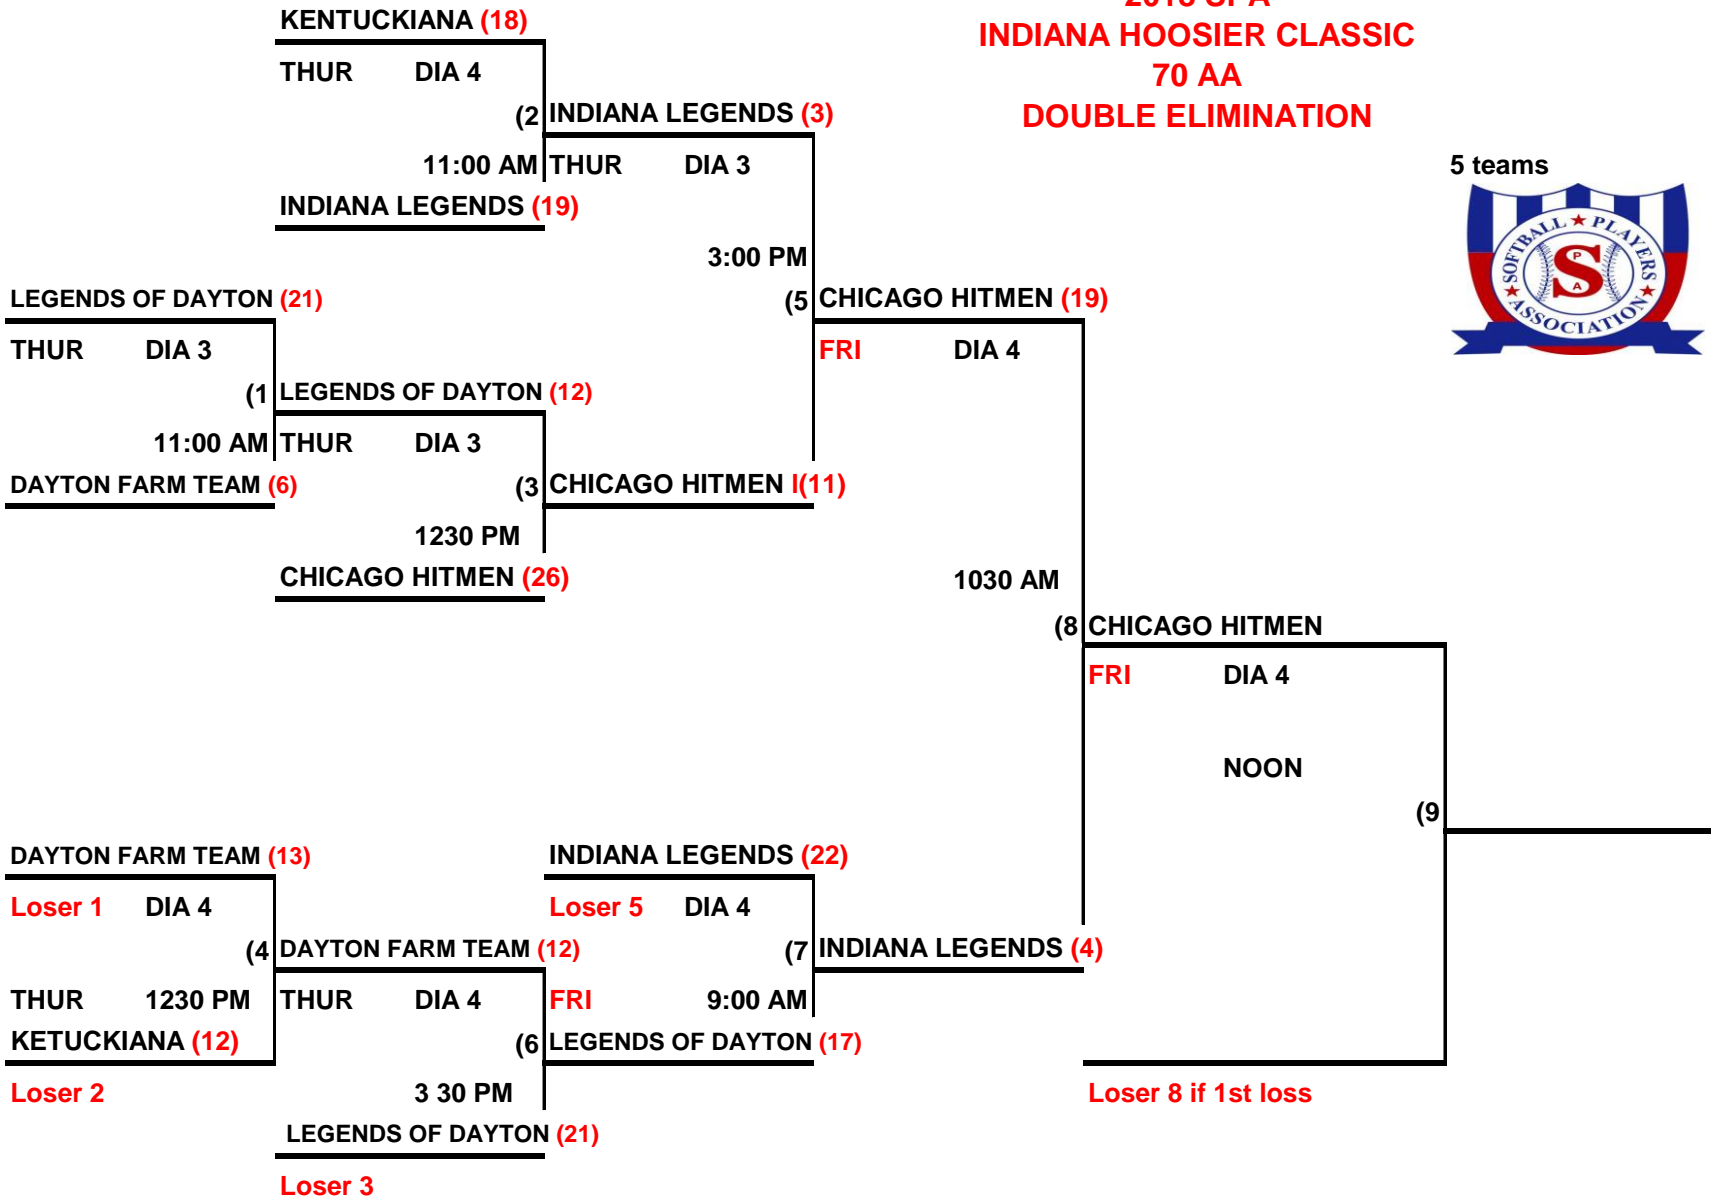 2018 SPA
INDIANA HOOSIER CLASSIC
70 AA
DOUBLE ELIMINATION
5 teams
SOFTBALL ★ PLAYERS ★ ASSOCIATION ★
S
P
A
KENTUCKIANA (18)
THUR DIA 4
(2 INDIANA LEGENDS (3)
11:00 AM THUR DIA 3
INDIANA LEGENDS (19)
3:00 PM
LEGENDS OF DAYTON (21)
(5 CHICAGO HITMEN (19)
THUR DIA 3
FRI DIA 4
(1 LEGENDS OF DAYTON (12)
11:00 AM THUR DIA 3
DAYTON FARM TEAM (6)
(3 CHICAGO HITMEN I(11)
1230 PM
CHICAGO HITMEN (26)
1030 AM
(8 CHICAGO HITMEN
FRI DIA 4
NOON
(9
DAYTON FARM TEAM (13)
INDIANA LEGENDS (22)
Loser 1 DIA 4
Loser 5 DIA 4
(4 DAYTON FARM TEAM (12)
(7 INDIANA LEGENDS (4)
THUR 1230 PM THUR DIA 4 FRI 9:00 AM
KETUCKIANA (12)
(6 LEGENDS OF DAYTON (17)
Loser 2
3 30 PM
Loser 8 if 1st loss
LEGENDS OF DAYTON (21)
Loser 3